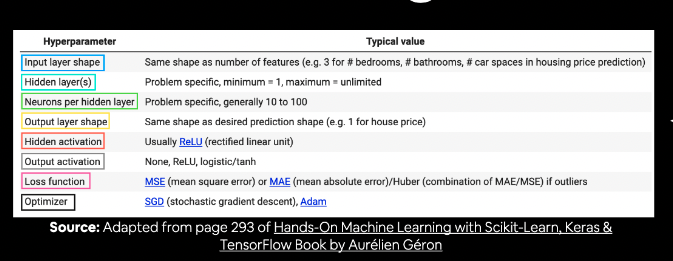 Hyperparameter Typical value
Input layer shape Same shape as number of features (e.g. 3 for # bedrooms, # bathrooms, # car spaces in housing price prediction)
Hidden layer(s) Problem specific, minimum = 1, maximum = unlimited
Neurons per hidden layer Problem specific, generally 10 to 100
Output layer shape Same shape as desired prediction shape (e.g. 1 for house price)
Hidden activation Usually ReLU (rectified linear unit)
Output activation None, ReLU, logistic/tanh
Loss function MSE (mean square error) or MAE (mean absolute error)/Huber (combination of MAE/MSE) if outliers
Optimizer SGD (stochastic gradient descent), Adam
Source: Adapted from page 293 of Hands-On Machine Learning with Scikit-Learn, Keras &
TensorFlow Book by Aurélien Géron